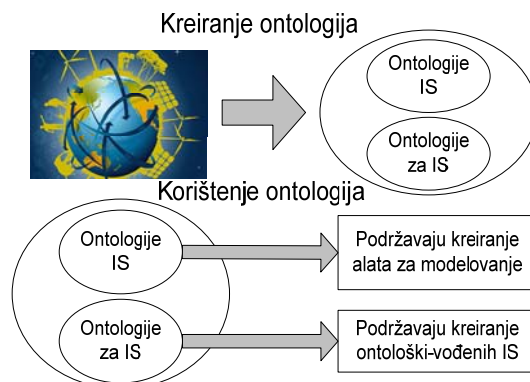 Kreiranje ontologija
Ontologije
IS
Ontologije
za IS
Korištenje ontologija
Ontologije
IS
Podržavaju kreiranje
alata za modelovanje
Ontologije
za IS
Podržavaju kreiranje
ontološki-vođenih IS